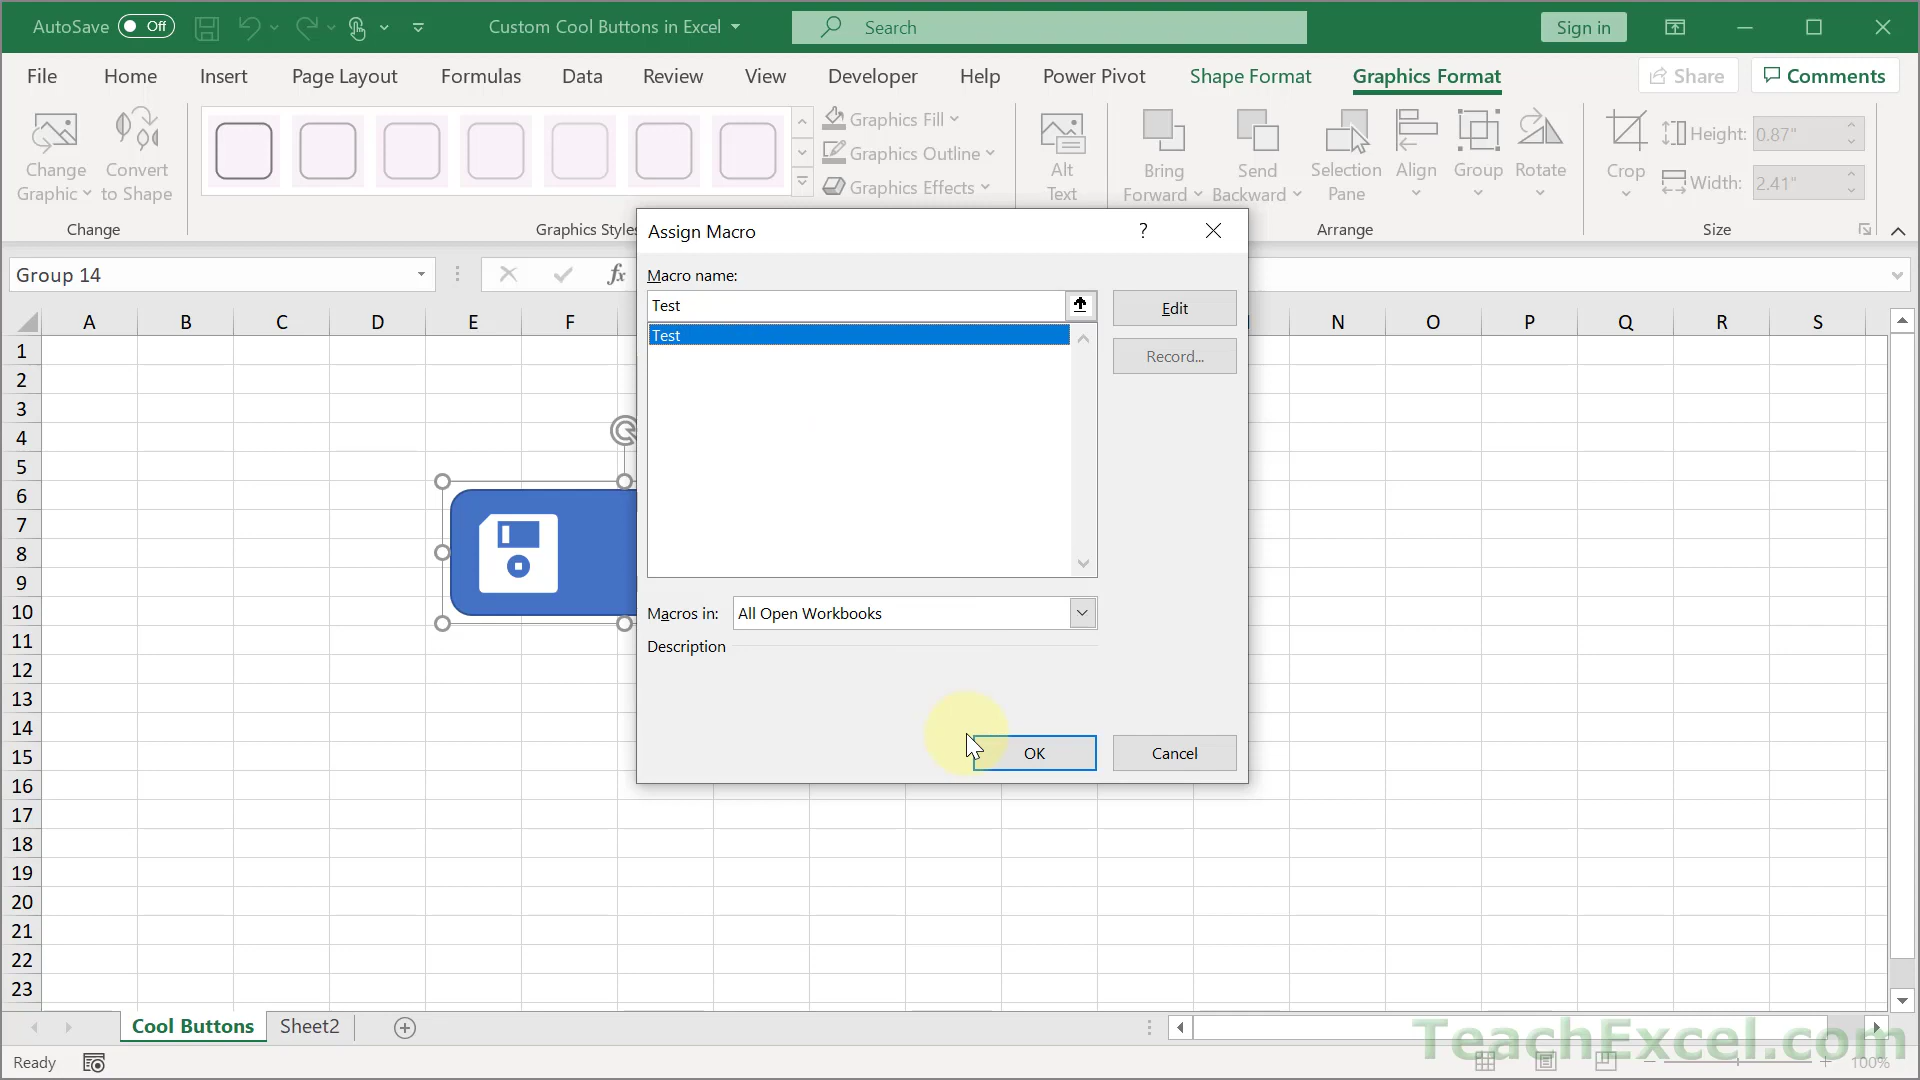 AutoSave Off Custom Cool Buttons in Excel Search Sign in
File Home Insert Page Layout Formulas Data Review View Developer Help Power Pivot Shape Format Graphics Format Share Comments
Change Graphic
Convert to Shape
Change
Graphics Fill
Graphics Outline
Graphics Effects
Graphics Styles
Alt Text
Bring Forward
Send Backward
Selection Pane
Align
Group
Rotate
Arrange
Crop
Height: 0.87"
Width: 2.41"
Size
Group 14
fx
A B C D E F N O P Q R S
1
2
3
4
5
6
7
8
9
10
11
12
13
14
15
16
17
18
19
20
21
22
23
Assign Macro ?
Macro name:
Test
Test
Edit
Record...
Macros in: All Open Workbooks
Description
OK Cancel
Cool Buttons Sheet2
Ready
TeachExcel.com
100%